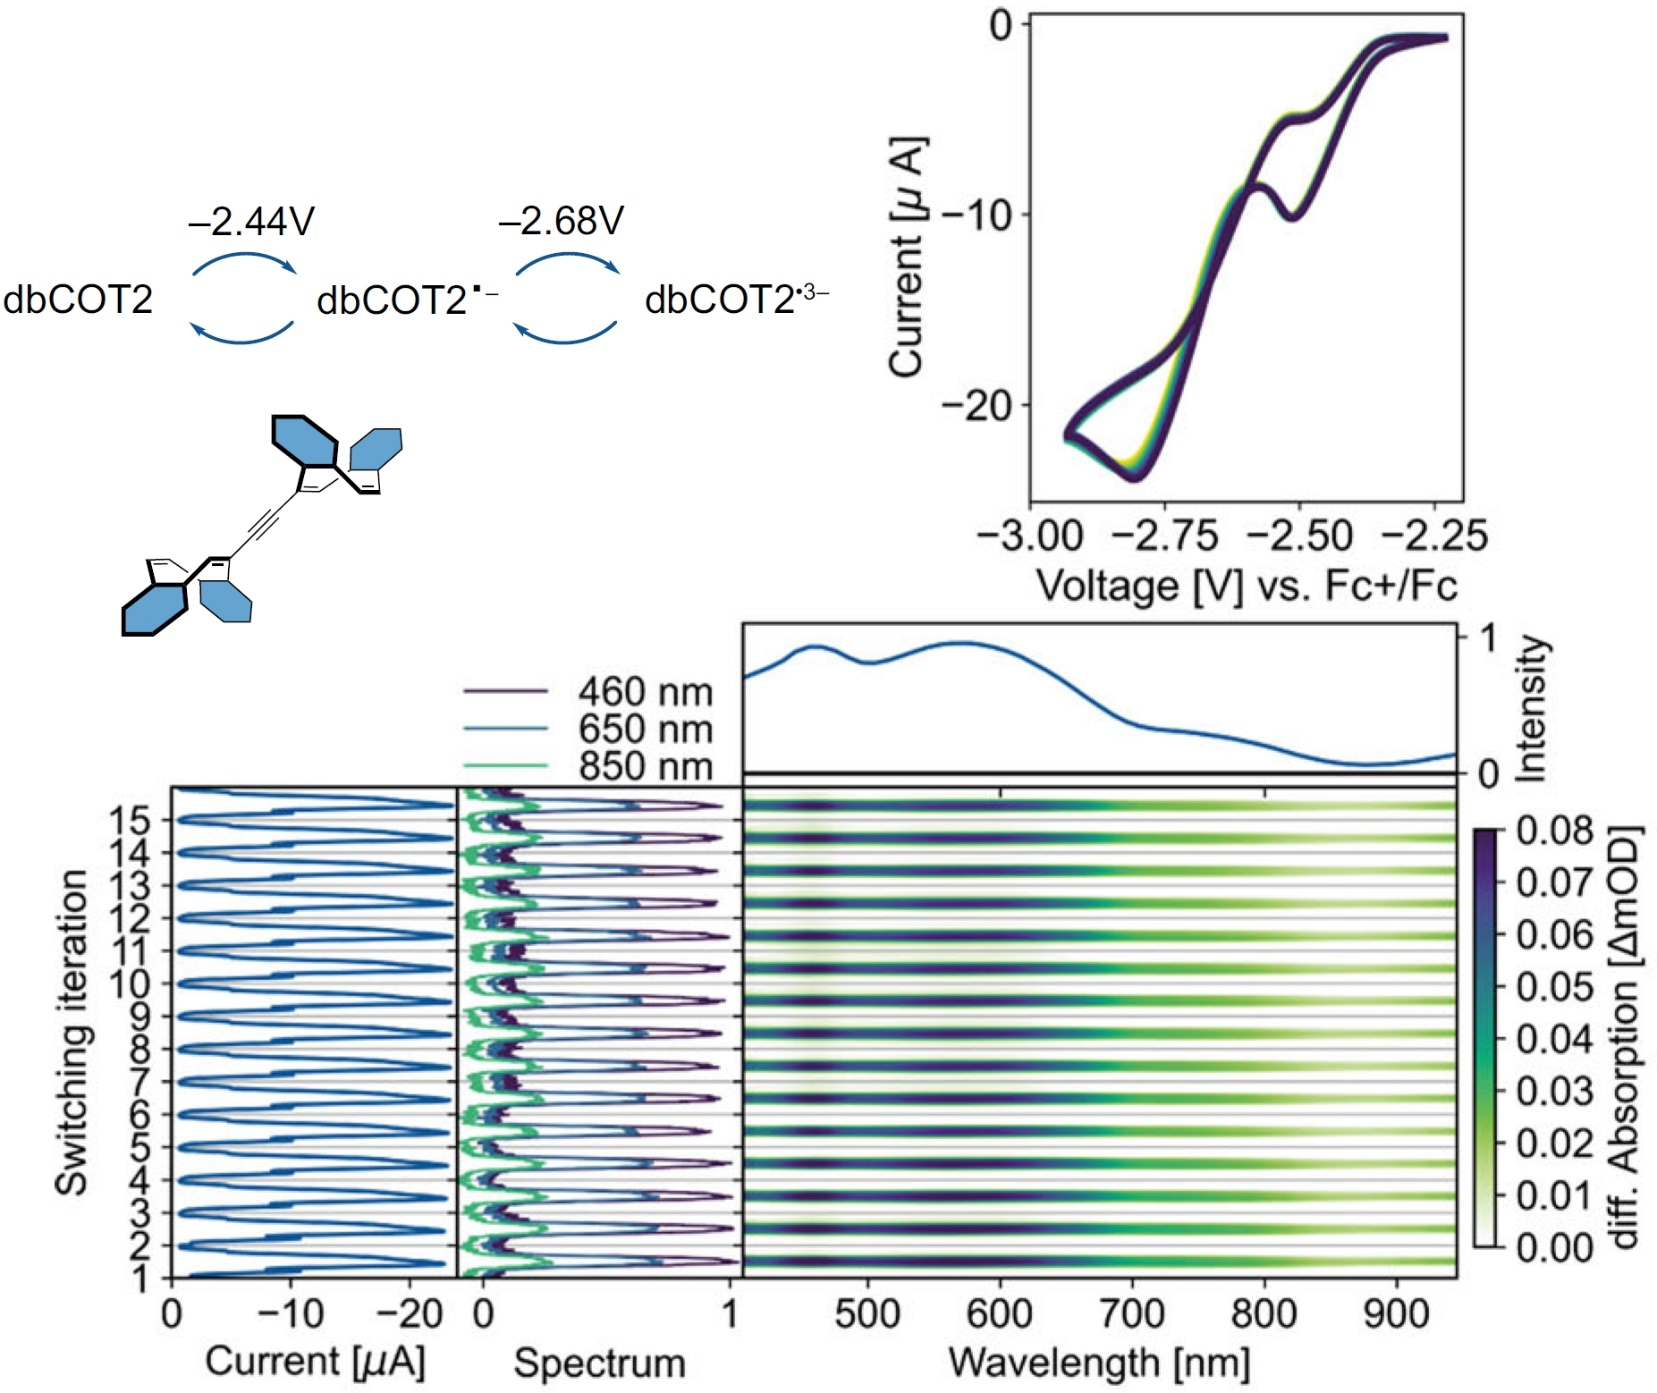 –2.44V
–2.68V
dbCOT2
dbCOT2•–
dbCOT2•3–
0
−10
−20
Current [μ A]
−3.00 −2.75 −2.50 −2.25
Voltage [V] vs. Fc+/Fc
460 nm
650 nm
850 nm
1
0
Intensity
15
14
13
12
11
10
9
8
7
6
5
4
3
2
1
Switching iteration
0 −10 −20
Current [μA]
0 1
Spectrum
500 600 700 800 900
Wavelength [nm]
0.08
0.07
0.06
0.05
0.04
0.03
0.02
0.01
0.00
diff. Absorption [ΔmOD]